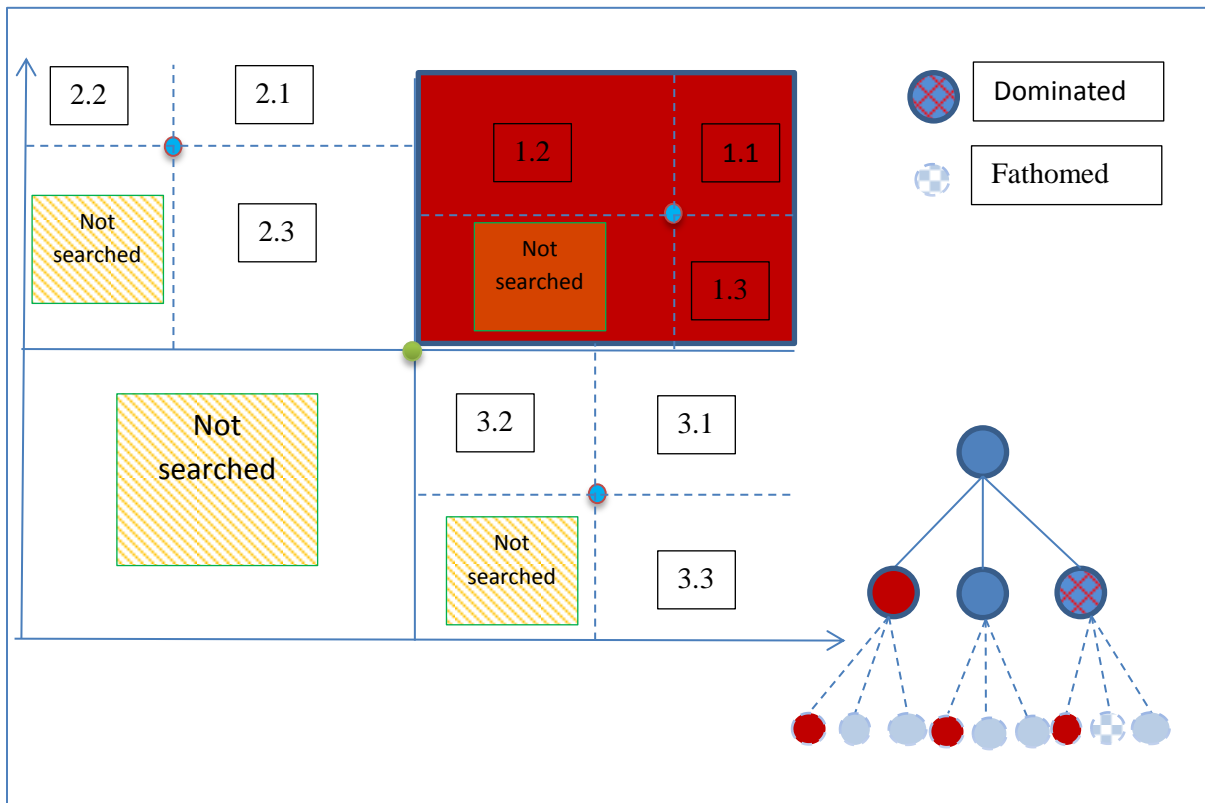 2.2
2.1
1.2
1.1
Dominated
Fathomed
Not
searched
2.3
Not
searched
1.3
Not
searched
3.2
3.1
Not
searched
3.3